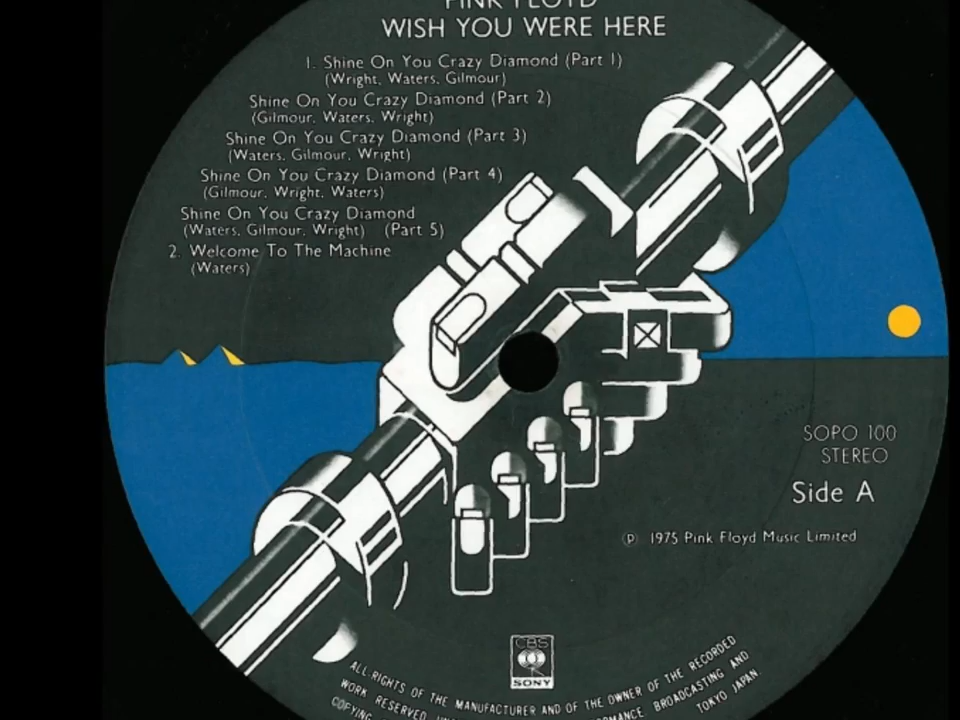 PINK FLOYD
WISH YOU WERE HERE
1. Shine On You Crazy Diamond (Part 1)
(Wright, Waters, Gilmour)
Shine On You Crazy Diamond (Part 2)
(Gilmour, Waters, Wright)
Shine On You Crazy Diamond (Part 3)
(Waters, Gilmour, Wright)
Shine On You Crazy Diamond (Part 4)
(Gilmour, Wright, Waters)
Shine On You Crazy Diamond
(Waters, Gilmour, Wright) (Part 5)
2. Welcome To The Machine
(Waters)
SOPO 100
STEREO
Side A
Ⓟ 1975 Pink Floyd Music Limited
CBS
SONY
ALL RIGHTS OF THE MANUFACTURER AND OF THE OWNER OF THE RECORDED
WORK RESERVED. BROADCASTING AND
COPYING TOKYO JAPAN